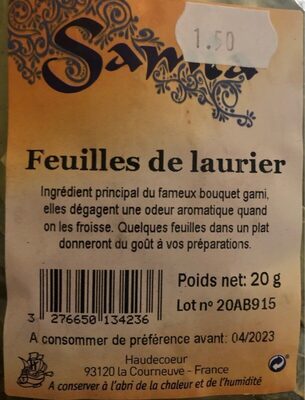 1.50
Samia
Feuilles de laurier
Ingrédient principal du fameux bouquet garni,
elles dégagent une odeur aromatique quand
on les froisse. Quelques feuilles dans un plat
donneront du goût à vos préparations.
Poids net: 20 g
Lot nº 20AB915
3 276650 134236
A consommer de préférence avant: 04/2023
Haudecoeur
93120 la Courneuve - France
A conserver à l'abri de la chaleur et de l'humidité